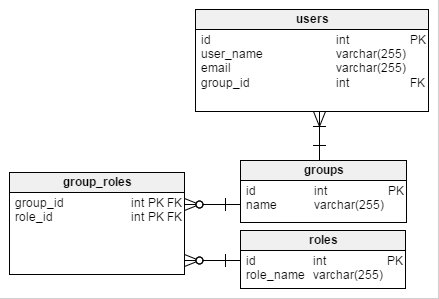 users
id int PK
user_name varchar(255)
email varchar(255)
group_id int FK
group_roles
group_id int PK FK
role_id int PK FK
groups
id int PK
name varchar(255)
roles
id int PK
role_name varchar(255)